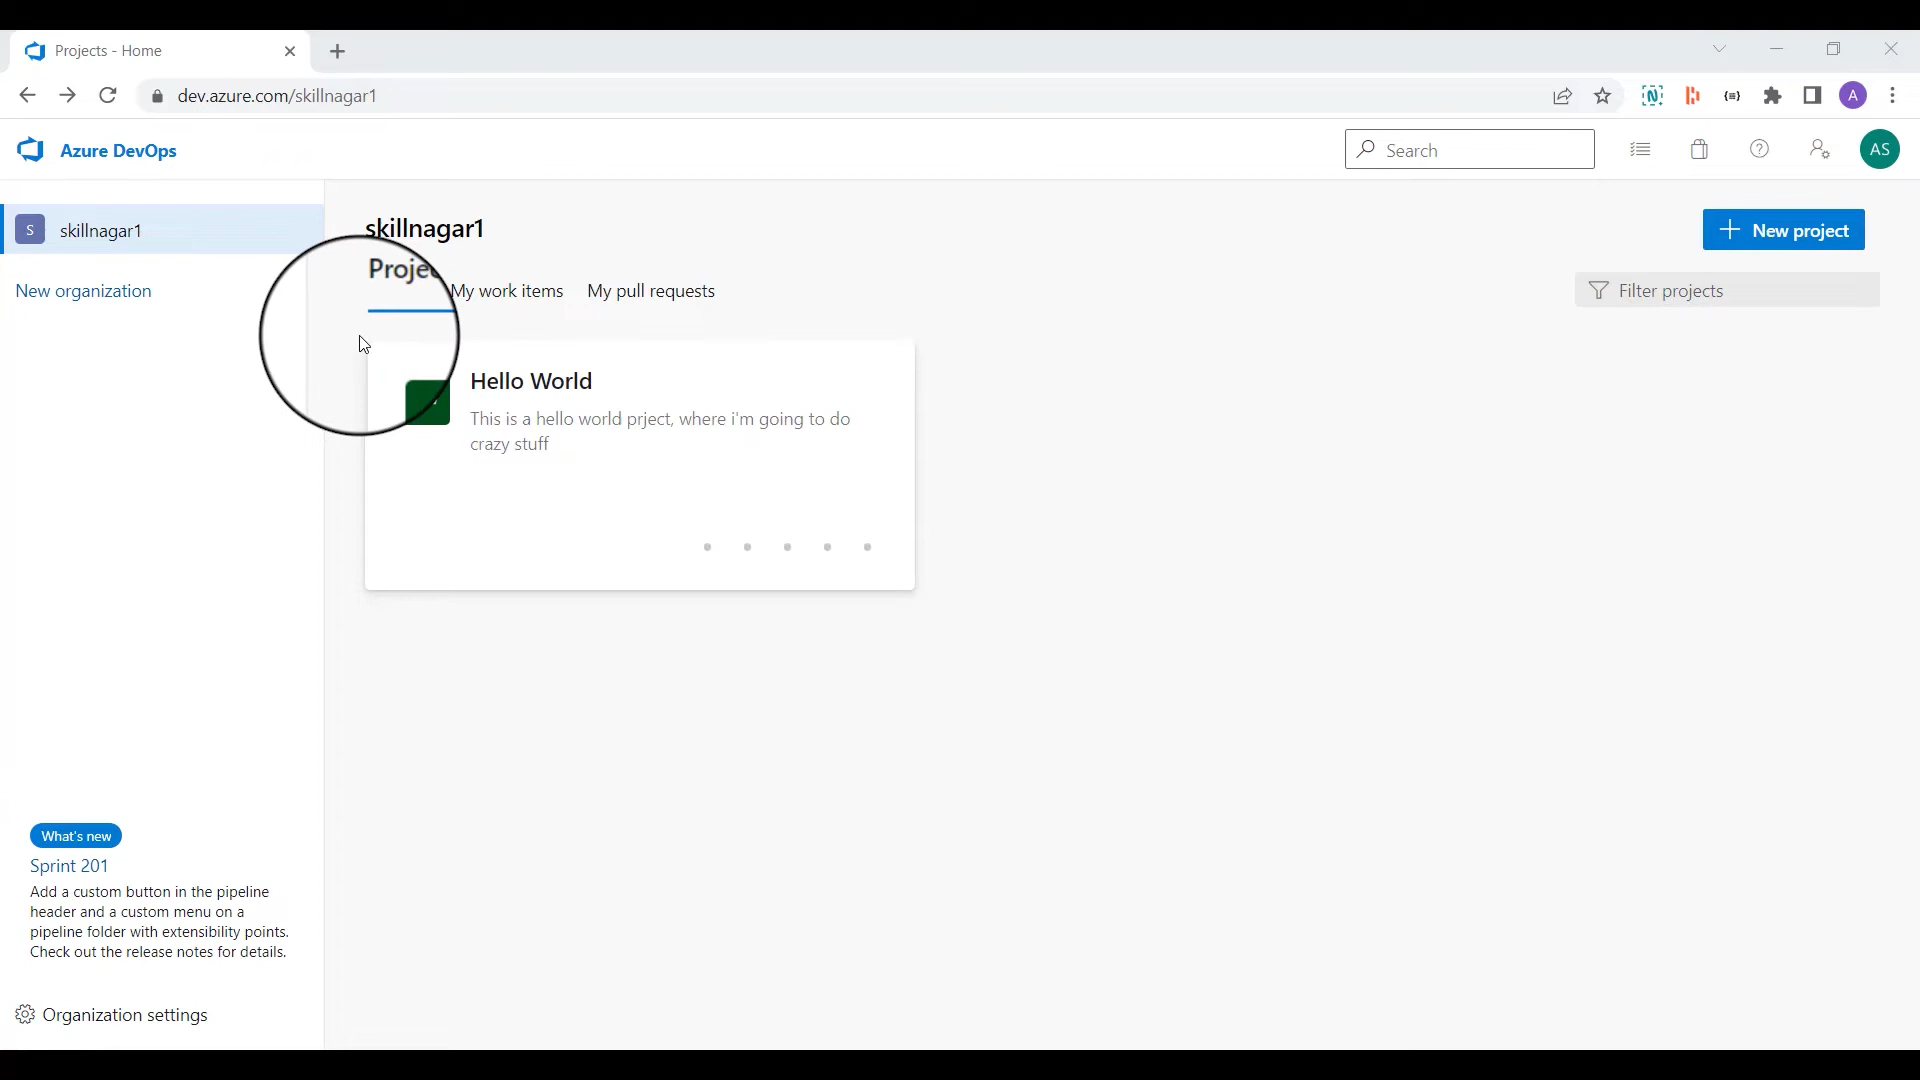 Projects - Home
dev.azure.com/skillnagar1
A
Azure DevOps
Search
AS
S
skillnagar1
skillnagar1
New project
New organization
My work items
My pull requests
Filter projects
Hello World
This is a hello world prject, where i'm going to do
crazy stuff
What's new
Sprint 201
Add a custom button in the pipeline
header and a custom menu on a
pipeline folder with extensibility points.
Check out the release notes for details.
Organization settings